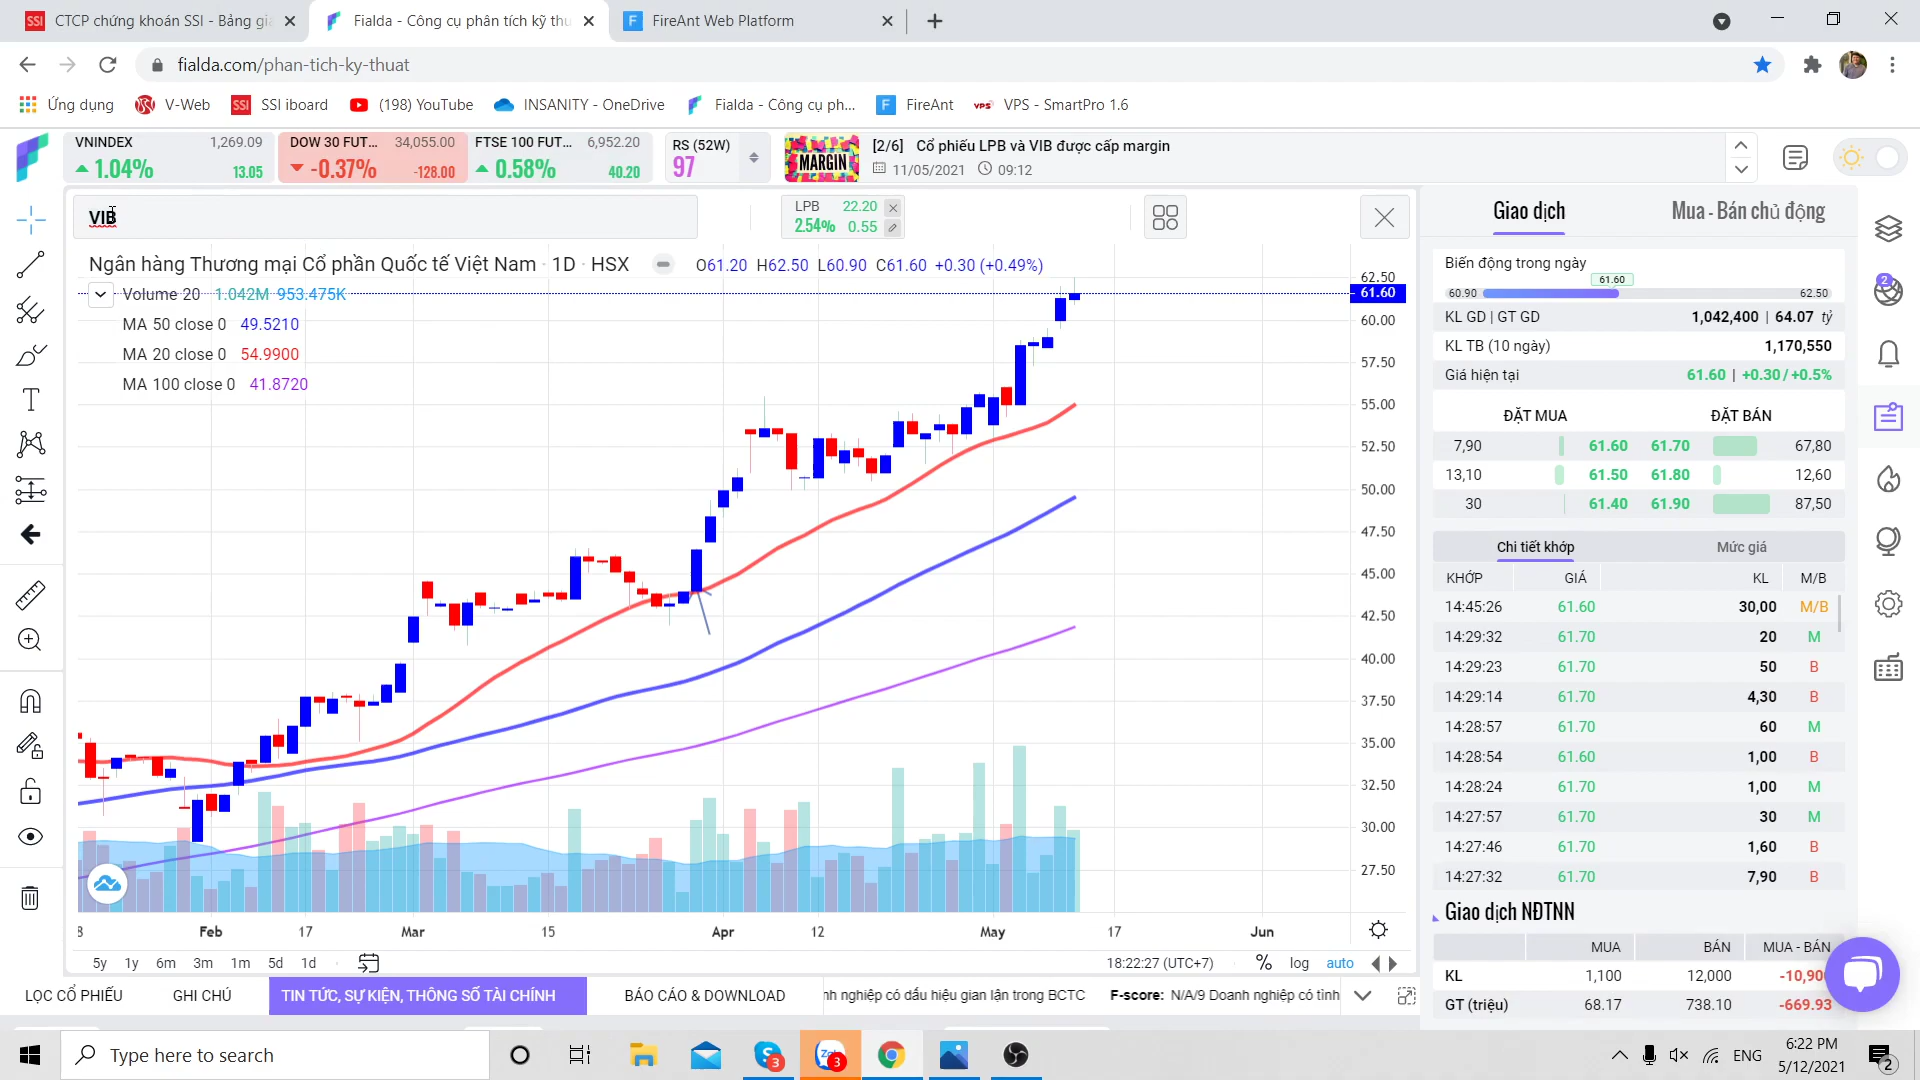 CTCP chứng khoán SSI - Bảng giá
Fialda - Công cụ phân tích kỹ thu
FireAnt Web Platform
fialda.com/phan-tich-ky-thuat
Ứng dụng
V-Web
SSI iboard
(198) YouTube
INSANITY - OneDrive
Fialda - Công cụ ph...
FireAnt
VPS - SmartPro 1.6
VNINDEX 1,269.09
1.04% 13.05
DOW 30 FUT... 34,055.00
-0.37% -128.00
FTSE 100 FUT... 6,952.20
0.58% 40.20
RS (52W)
97
MARGIN
[2/6] Cổ phiếu LPB và VIB được cấp margin
11/05/2021 09:12
VIB
LPB 22.20
2.54% 0.55
Ngân hàng Thương mại Cổ phần Quốc tế Việt Nam · 1D · HSX
O61.20 H62.50 L60.90 C61.60 +0.30 (+0.49%)
Volume 20 1.042M 953.475K
MA 50 close 0 49.5210
MA 20 close 0 54.9900
MA 100 close 0 41.8720
62.50
61.60
60.00
57.50
55.00
52.50
50.00
47.50
45.00
42.50
40.00
37.50
35.00
32.50
30.00
27.50
8 Feb 17 Mar 15 Apr 12 May 17 Jun
5y 1y 6m 3m 1m 5d 1d
18:22:27 (UTC+7) % log auto
LỌC CỔ PHIẾU
GHI CHÚ
TIN TỨC, SỰ KIỆN, THÔNG SỐ TÀI CHÍNH
BÁO CÁO & DOWNLOAD
nh nghiệp có dấu hiệu gian lận trong BCTC
F-score: N/A/9 Doanh nghiệp có tình
Giao dịch
Mua - Bán chủ động
Biến động trong ngày
61.60
60.90 62.50
KL GD | GT GD 1,042,400 | 64.07 tỷ
KL TB (10 ngày) 1,170,550
Giá hiện tại 61.60 | +0.30 / +0.5%
ĐẶT MUA ĐẶT BÁN
7,90 61.60 61.70 67,80
13,10 61.50 61.80 12,60
30 61.40 61.90 87,50
Chi tiết khớp Mức giá
KHỚP GIÁ KL M/B
14:45:26 61.60 30,00 M/B
14:29:32 61.70 20 M
14:29:23 61.70 50 B
14:29:14 61.70 4,30 B
14:28:57 61.70 60 M
14:28:54 61.60 1,00 B
14:28:24 61.70 1,00 M
14:27:57 61.70 30 M
14:27:46 61.70 1,60 B
14:27:32 61.70 7,90 B
Giao dịch NĐTNN
MUA BÁN MUA - BÁN
KL 1,100 12,000 -10,90
GT (triệu) 68.17 738.10 -669.93
2
Type here to search
3
3
ENG
6:22 PM
5/12/2021
2